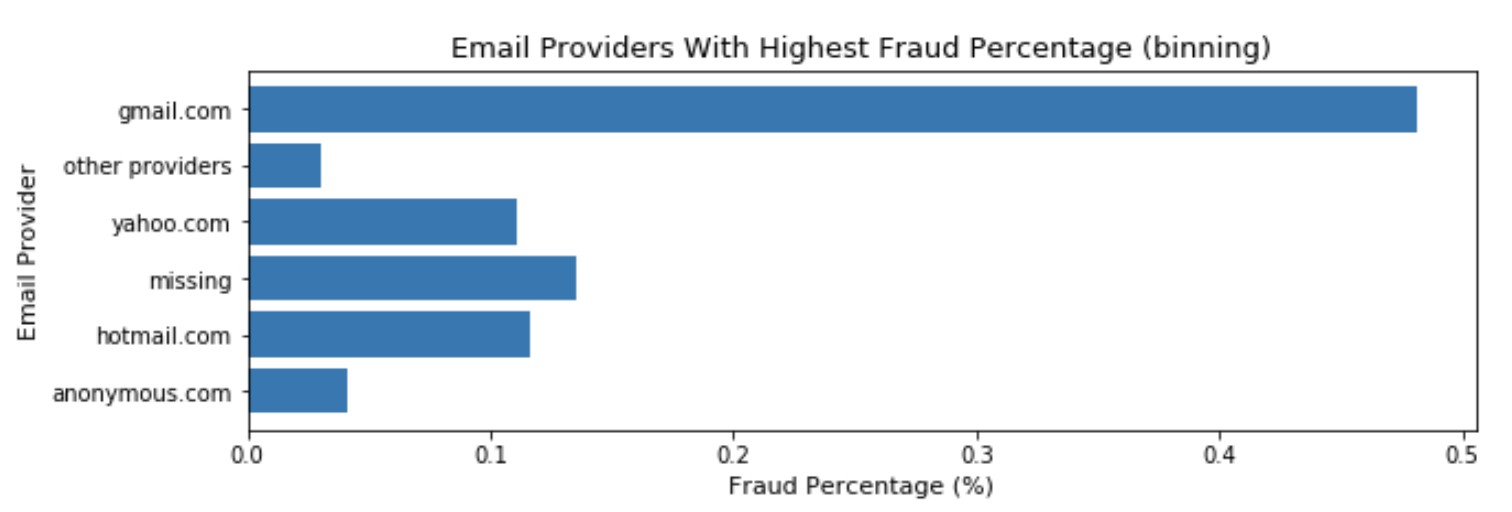 Email Providers With Highest Fraud Percentage (binning)
Email Provider
gmail.com
other providers
yahoo.com
missing
hotmail.com
anonymous.com
0.0 0.1 0.2 0.3 0.4 0.5
Fraud Percentage (%)